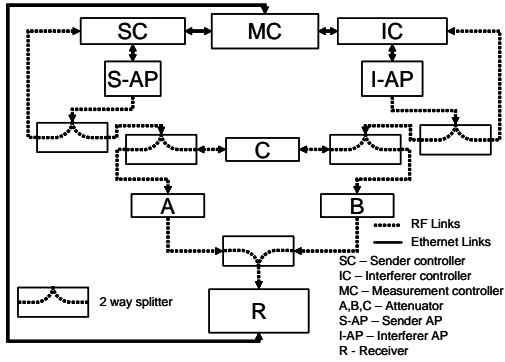 SC
MC
IC
S-AP
I-AP
C
A
B
R
2 way splitter
RF Links
Ethernet Links
SC – Sender controller
IC – Interferer controller
MC – Measurement controller
A,B,C – Attenuator
S-AP – Sender AP
I-AP – Interferer AP
R - Receiver